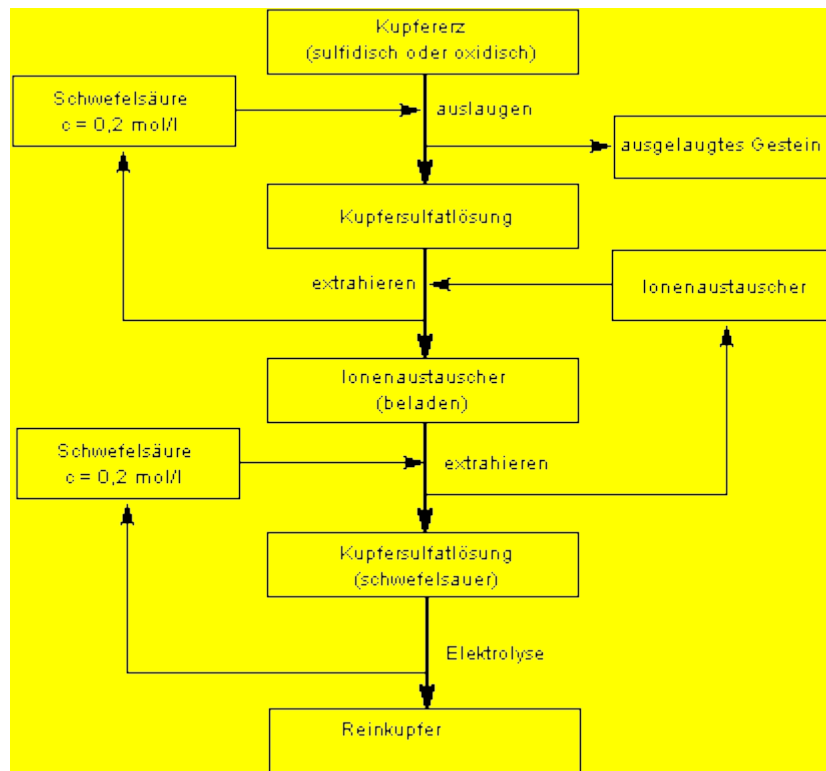 Kupfererz
(sulfidisch oder oxidisch)
Schwefelsäure
c = 0,2 mol/l
auslaugen
ausgelaugtes Gestein
Kupfersulfatlösung
extrahieren
Ionenaustauscher
Ionenaustauscher
(beladen)
Schwefelsäure
c = 0,2 mol/l
extrahieren
Kupfersulfatlösung
(schwefelsauer)
Elektrolyse
Reinkupfer